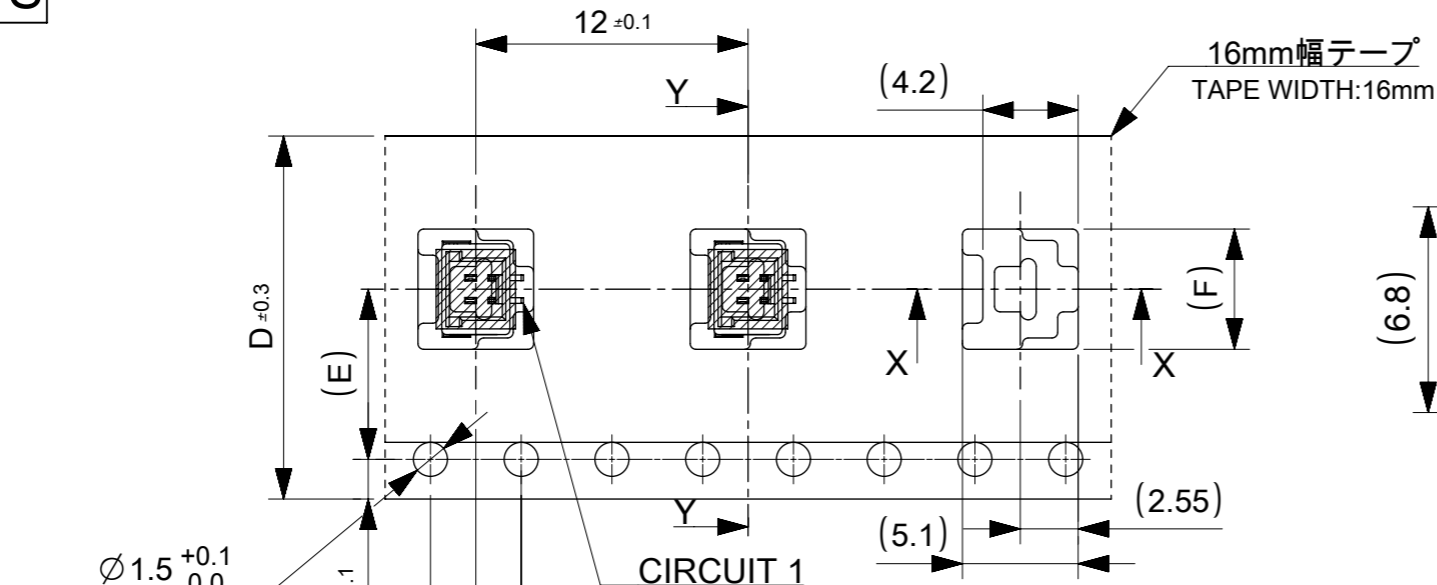 12 ±0.1
16mm幅テープ
TAPE WIDTH:16mm
(4.2)
Y
D ±0.3
(E)
X
X
(F)
(6.8)
Y
(2.55)
(5.1)
CIRCUIT 1
Ø1.5 +0.1
0.0